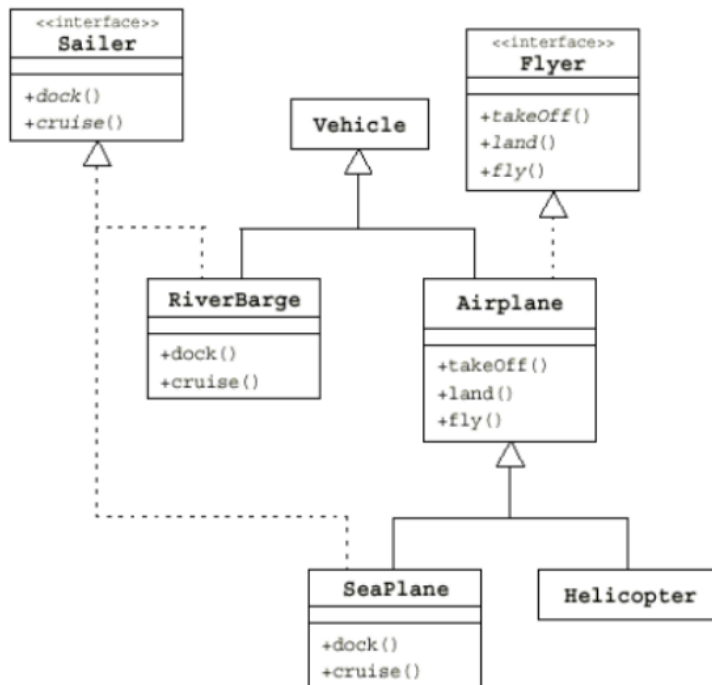 <<interface>>
Sailer
+dock()
+cruise()
Vehicle
<<interface>>
Flyer
+takeOff()
+land()
+fly()
RiverBarge
+dock()
+cruise()
Airplane
+takeOff()
+land()
+fly()
SeaPlane
+dock()
+cruise()
Helicopter